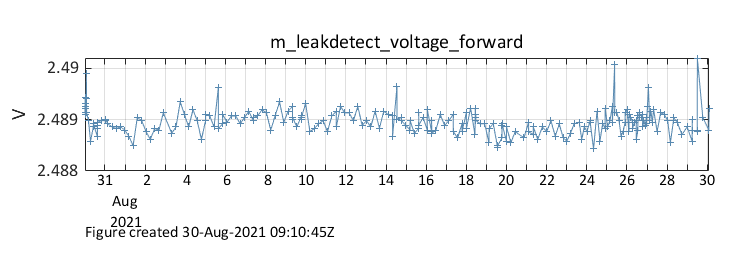 m_leakdetect_voltage_forward
2.49
2.489
2.488
V
31 2 4 6 8 10 12 14 16 18 20 22 24 26 28 30
Aug
2021
Figure created 30-Aug-2021 09:10:45Z